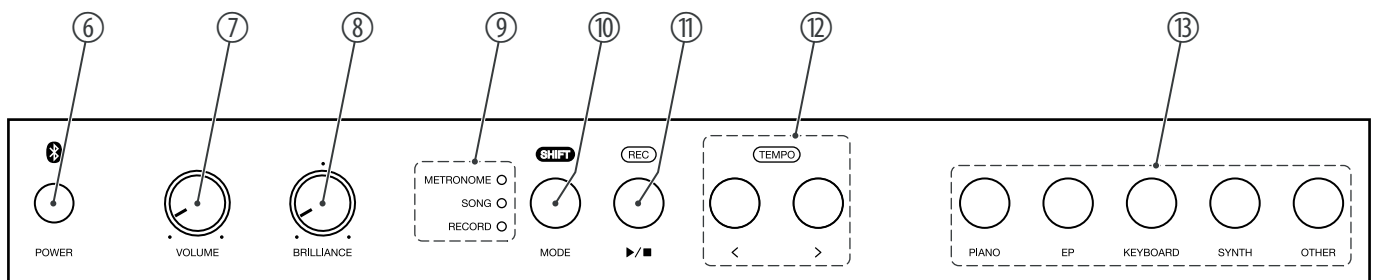 ⑥ ⑦ ⑧ ⑨ ⑩ ⑪ ⑫ ⑬
SHIFT REC TEMPO
METRONOME
SONG
RECORD
POWER VOLUME BRILLIANCE MODE ▶/■ < > PIANO EP KEYBOARD SYNTH OTHER